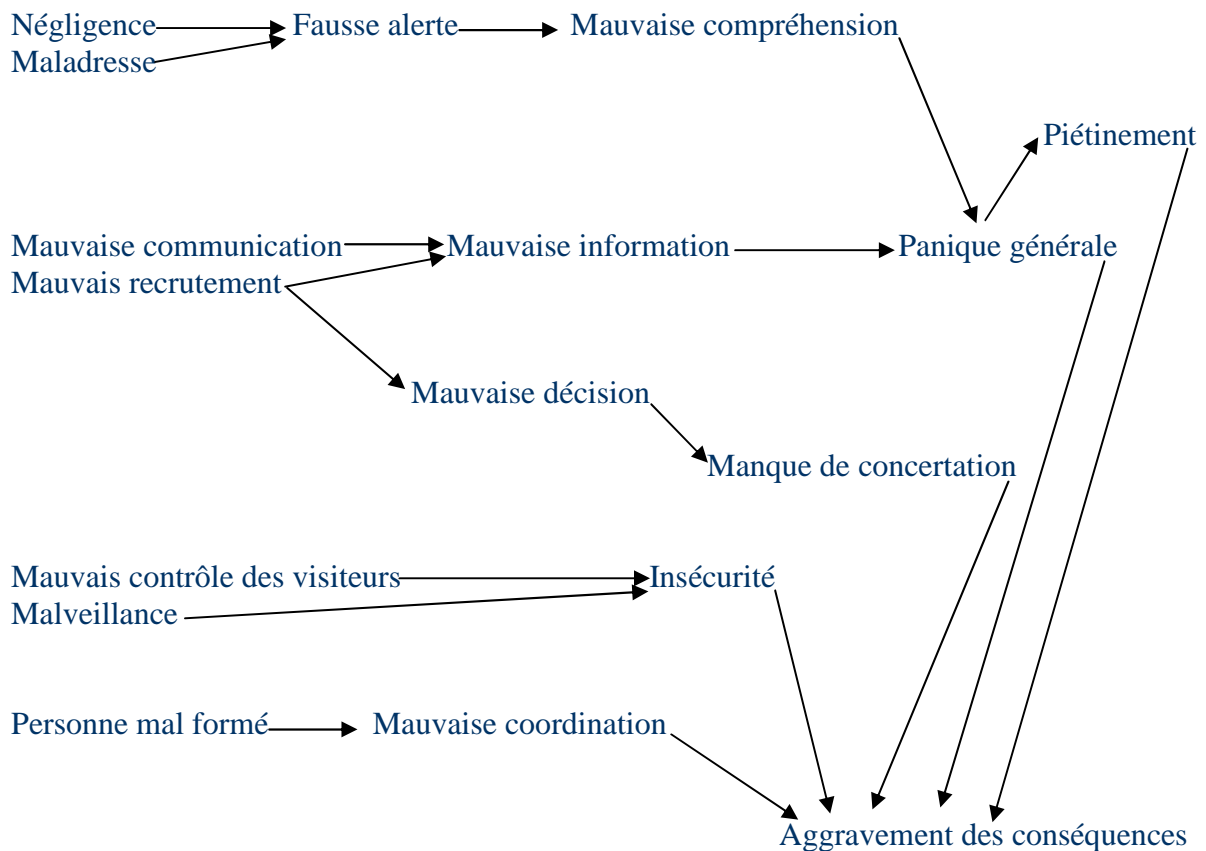 Négligence Fausse alerte Mauvaise compréhension
Maladresse
Piétinement
Mauvaise communication Mauvaise information Panique générale
Mauvais recrutement
Mauvaise décision
Manque de concertation
Mauvais contrôle des visiteurs Insécurité
Malveillance
Personne mal formé Mauvaise coordination
Aggravement des conséquences